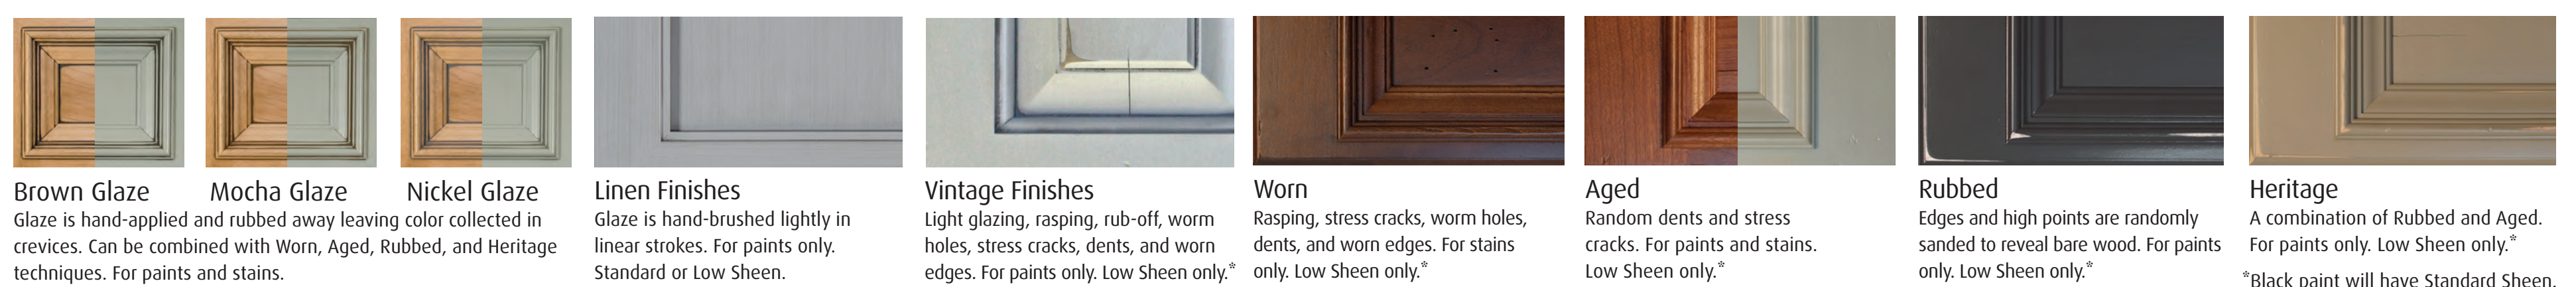 Brown Glaze
Mocha Glaze
Nickel Glaze
Glaze is hand-applied and rubbed away leaving color collected in
crevices. Can be combined with Worn, Aged, Rubbed, and Heritage
techniques. For paints and stains.
Linen Finishes
Glaze is hand-brushed lightly in
linear strokes. For paints only.
Standard or Low Sheen.
Vintage Finishes
Light glazing, rasping, rub-off, worm
holes, stress cracks, dents, and worn
edges. For paints only. Low Sheen only.*
Worn
Rasping, stress cracks, worm holes,
dents, and worn edges. For stains
only. Low Sheen only.*
Aged
Random dents and stress
cracks. For paints and stains.
Low Sheen only.*
Rubbed
Edges and high points are randomly
sanded to reveal bare wood. For paints
only. Low Sheen only.*
Heritage
A combination of Rubbed and Aged.
For paints only. Low Sheen only.*
*Black paint will have Standard Sheen.